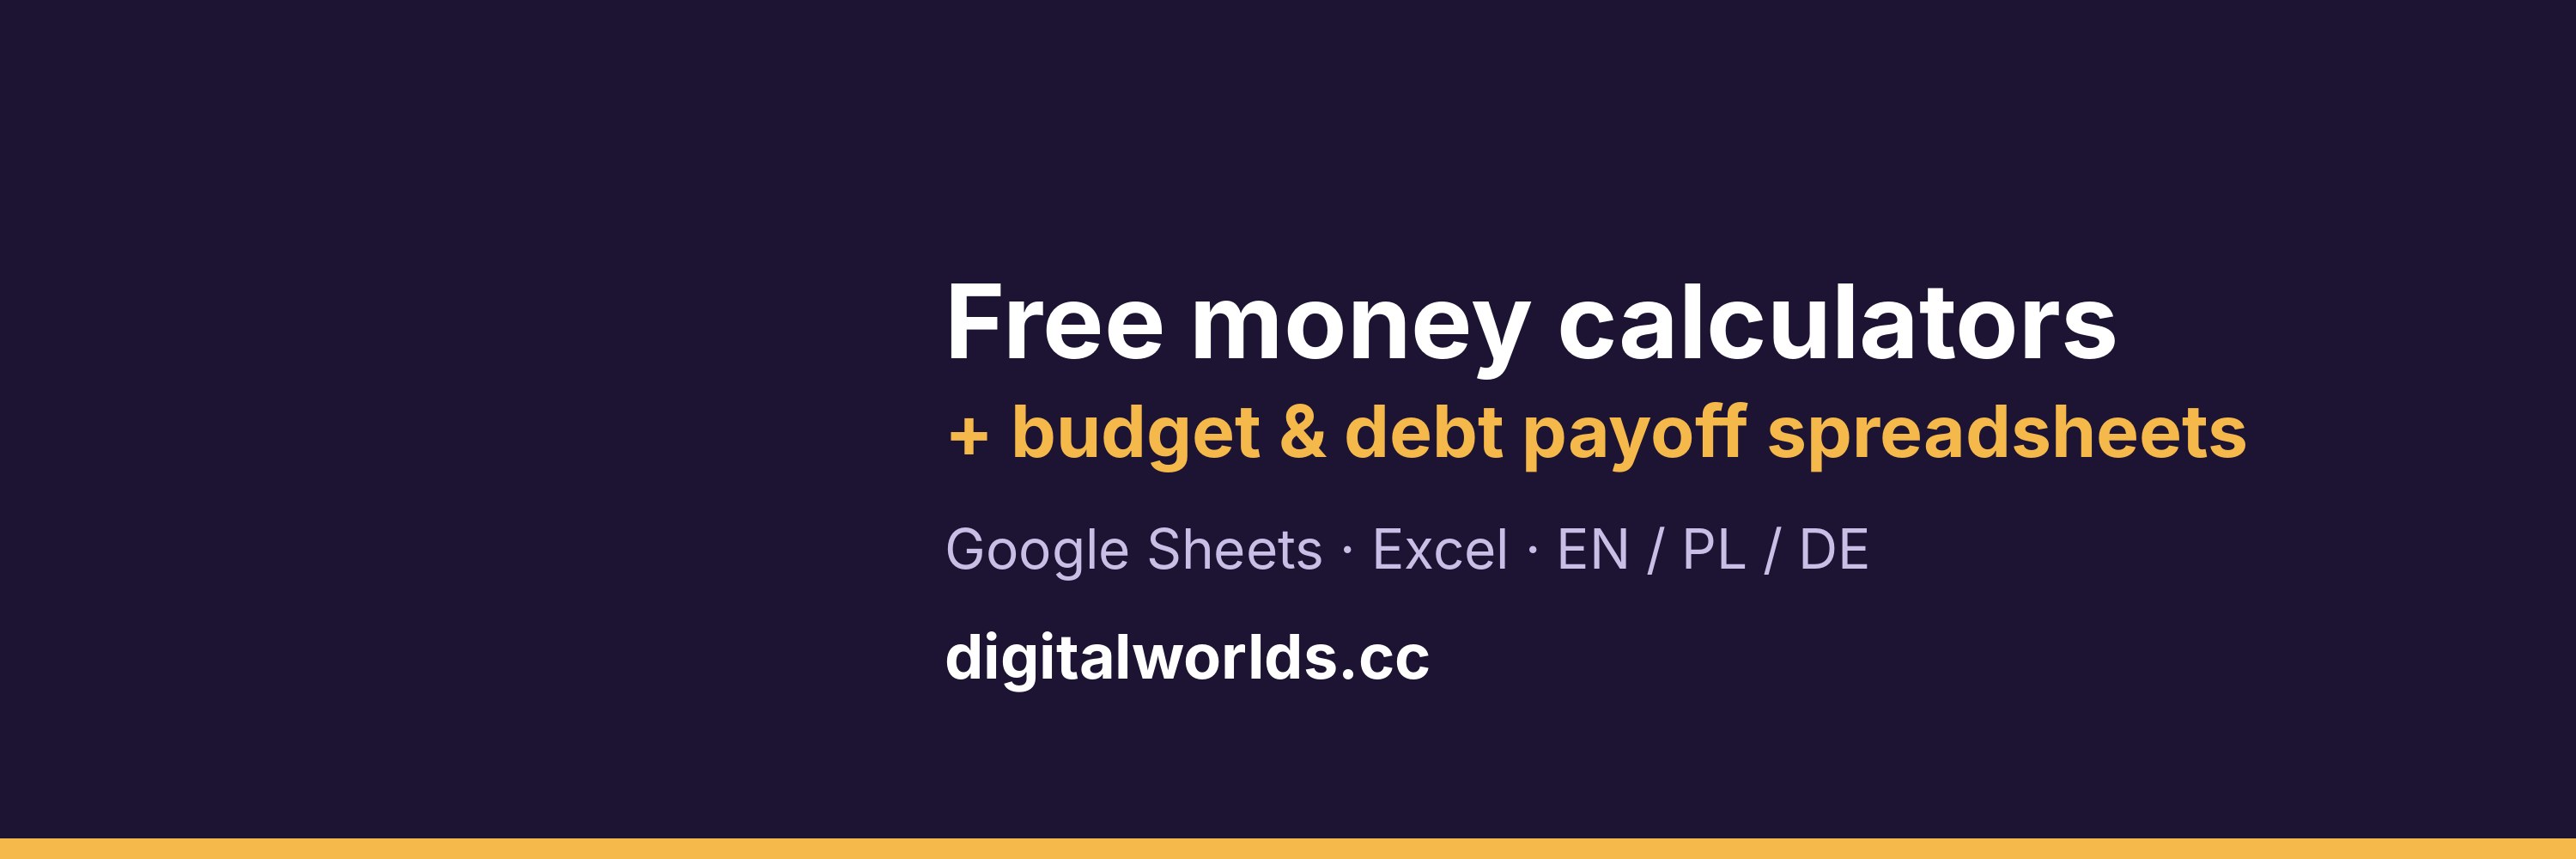 Free money calculators
+ budget & debt payoff spreadsheets
Google Sheets · Excel · EN / PL / DE
digitalworlds.cc